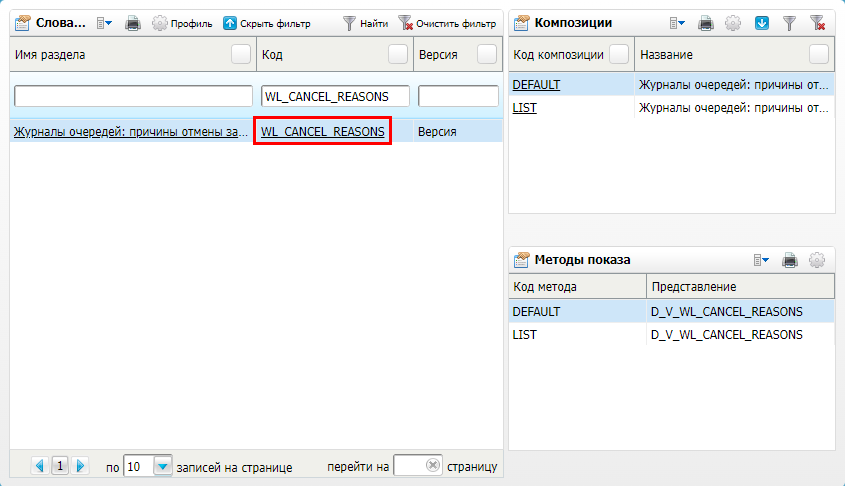 Слова... Профиль Скрыть фильтр Найти Очистить фильтр
Имя раздела Код Версия
WL_CANCEL_REASONS
Журналы очередей: причины отмены за... WL_CANCEL_REASONS Версия
1 по 10 записей на странице перейти на страницу
Композиции
Код композиции Название
DEFAULT Журналы очередей: причины от...
LIST Журналы очередей: причины от...
Методы показа
Код метода Представление
DEFAULT D_V_WL_CANCEL_REASONS
LIST D_V_WL_CANCEL_REASONS